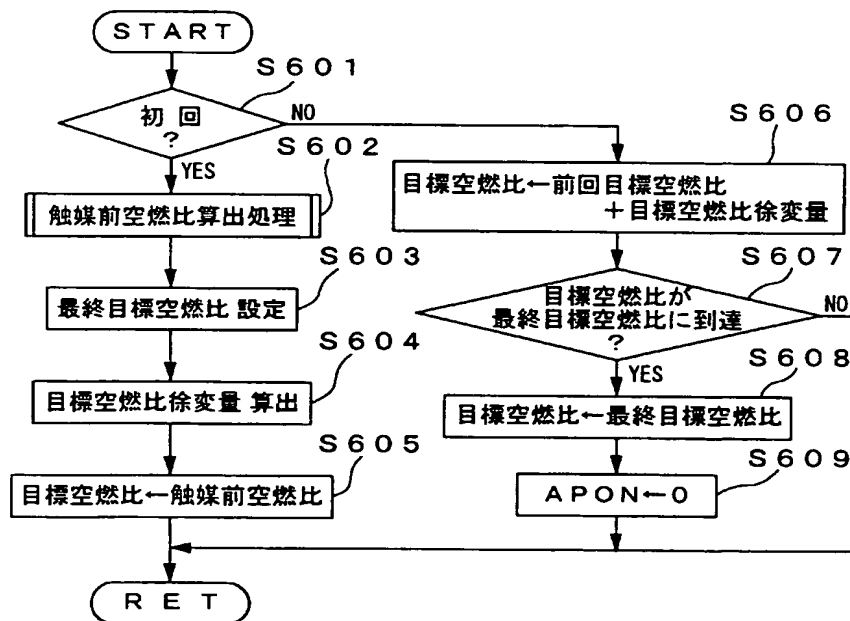 START
S601
初回
?
NO
YES
S602
触媒前空燃比算出処理
S603
最終目標空燃比 設定
S604
目標空燃比徐変量 算出
S605
目標空燃比←触媒前空燃比
S606
目標空燃比←前回目標空燃比
+目標空燃比徐変量
S607
目標空燃比が
最終目標空燃比に到達
?
NO
YES
S608
目標空燃比←最終目標空燃比
S609
APON←0
RET